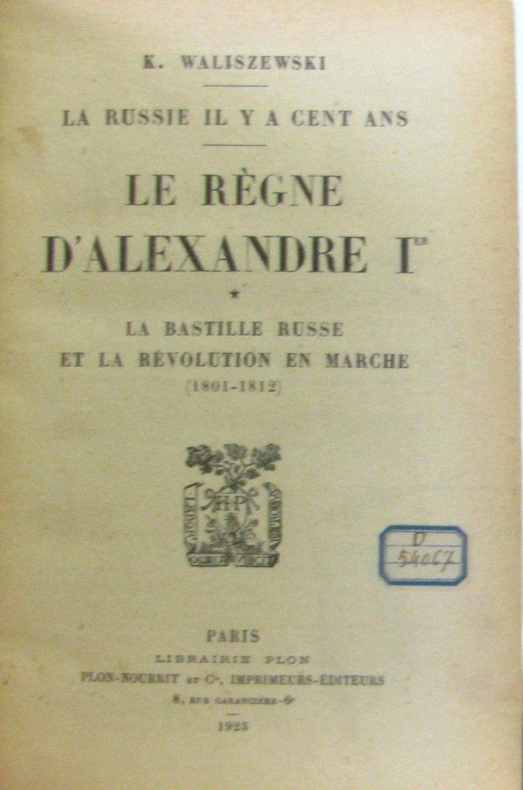 K. WALISZEWSKI
LA RUSSIE IL Y A CENT ANS
LE RÈGNE
D'ALEXANDRE Iᴱᴿ
*
LA BASTILLE RUSSE
ET LA RÉVOLUTION EN MARCHE
(1801-1812)
HP
D
54067
PARIS
LIBRAIRIE PLON
PLON-NOURRIT ET Cⁱᵉ, IMPRIMEURS-ÉDITEURS
8, RUE GARANCIÈRE-6ᵉ